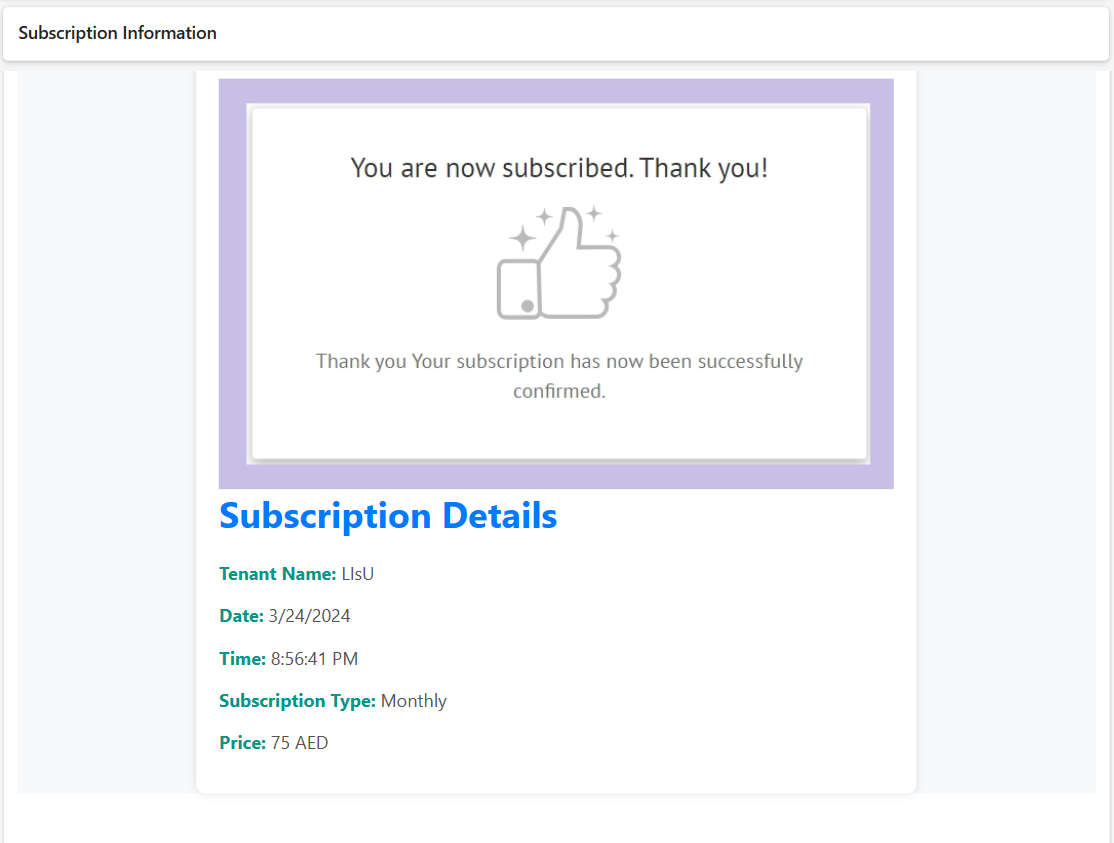 Subscription Information
You are now subscribed. Thank you!
Thank you Your subscription has now been successfully
confirmed.
Subscription Details
Tenant Name: LIsU
Date: 3/24/2024
Time: 8:56:41 PM
Subscription Type: Monthly
Price: 75 AED